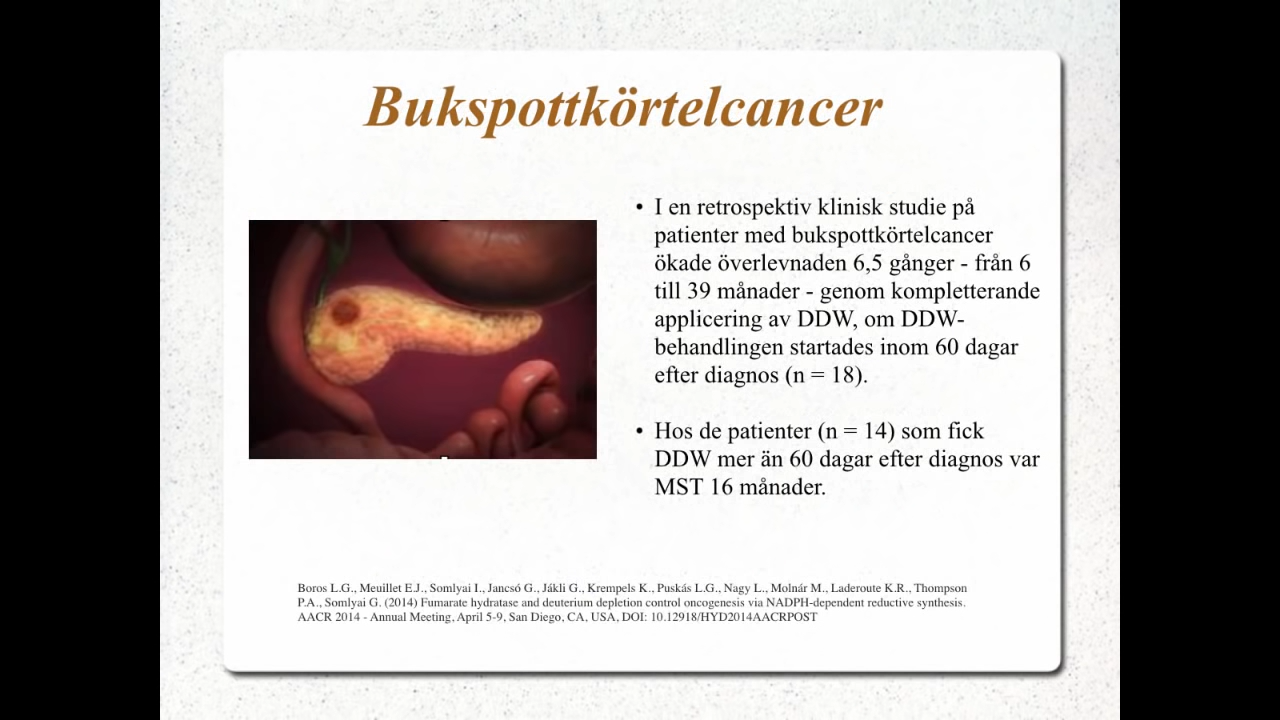 Bukspottkörtelcancer
• I en retrospektiv klinisk studie på
patienter med bukspottkörtelcancer
ökade överlevnaden 6,5 gånger - från 6
till 39 månader - genom kompletterande
applicering av DDW, om DDW-
behandlingen startades inom 60 dagar
efter diagnos (n = 18).
• Hos de patienter (n = 14) som fick
DDW mer än 60 dagar efter diagnos var
MST 16 månader.
Boros L.G., Meuillet E.J., Somlyai I., Jancsó G., Jákli G., Krempels K., Puskás L.G., Nagy L., Molnár M., Laderoute K.R., Thompson
P.A., Somlyai G. (2014) Fumarate hydratase and deuterium depletion control oncogenesis via NADPH-dependent reductive synthesis.
AACR 2014 - Annual Meeting, April 5-9, San Diego, CA, USA, DOI: 10.12918/HYD2014AACRPOST